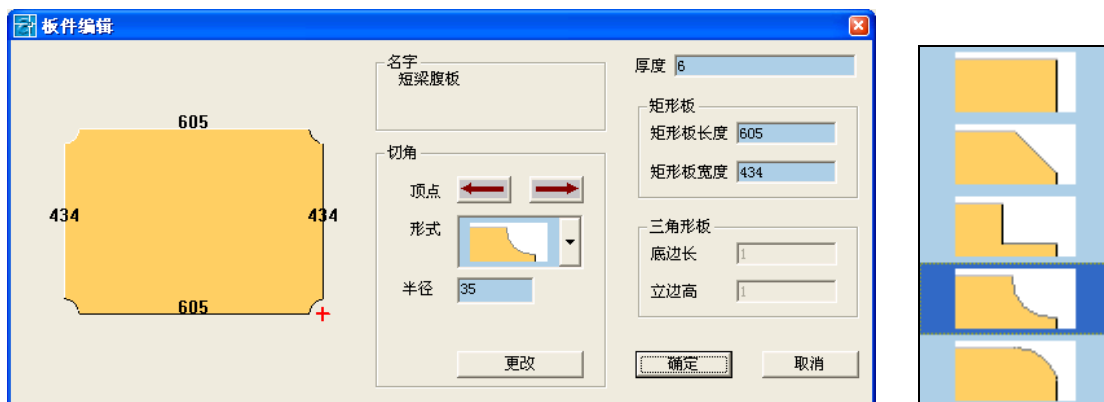 板件编辑
605
434
434
605
名字
短梁腹板
切角
顶点
形式
半径 35
更改
厚度 6
矩形板
矩形板长度 605
矩形板宽度 434
三角形板
底边长 1
立边高 1
确定
取消